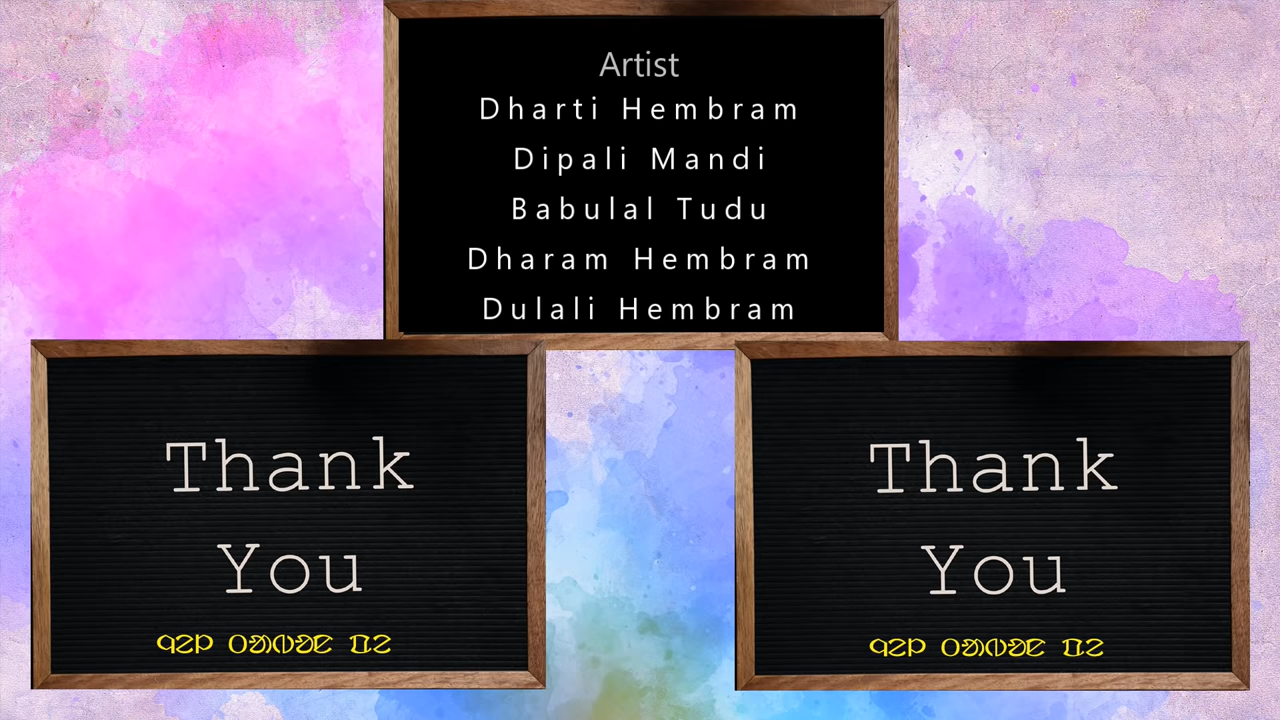 Artist
Dharti Hembram
Dipali Mandi
Babulal Tudu
Dharam Hembram
Dulali Hembram
Thank
You
Thank
You